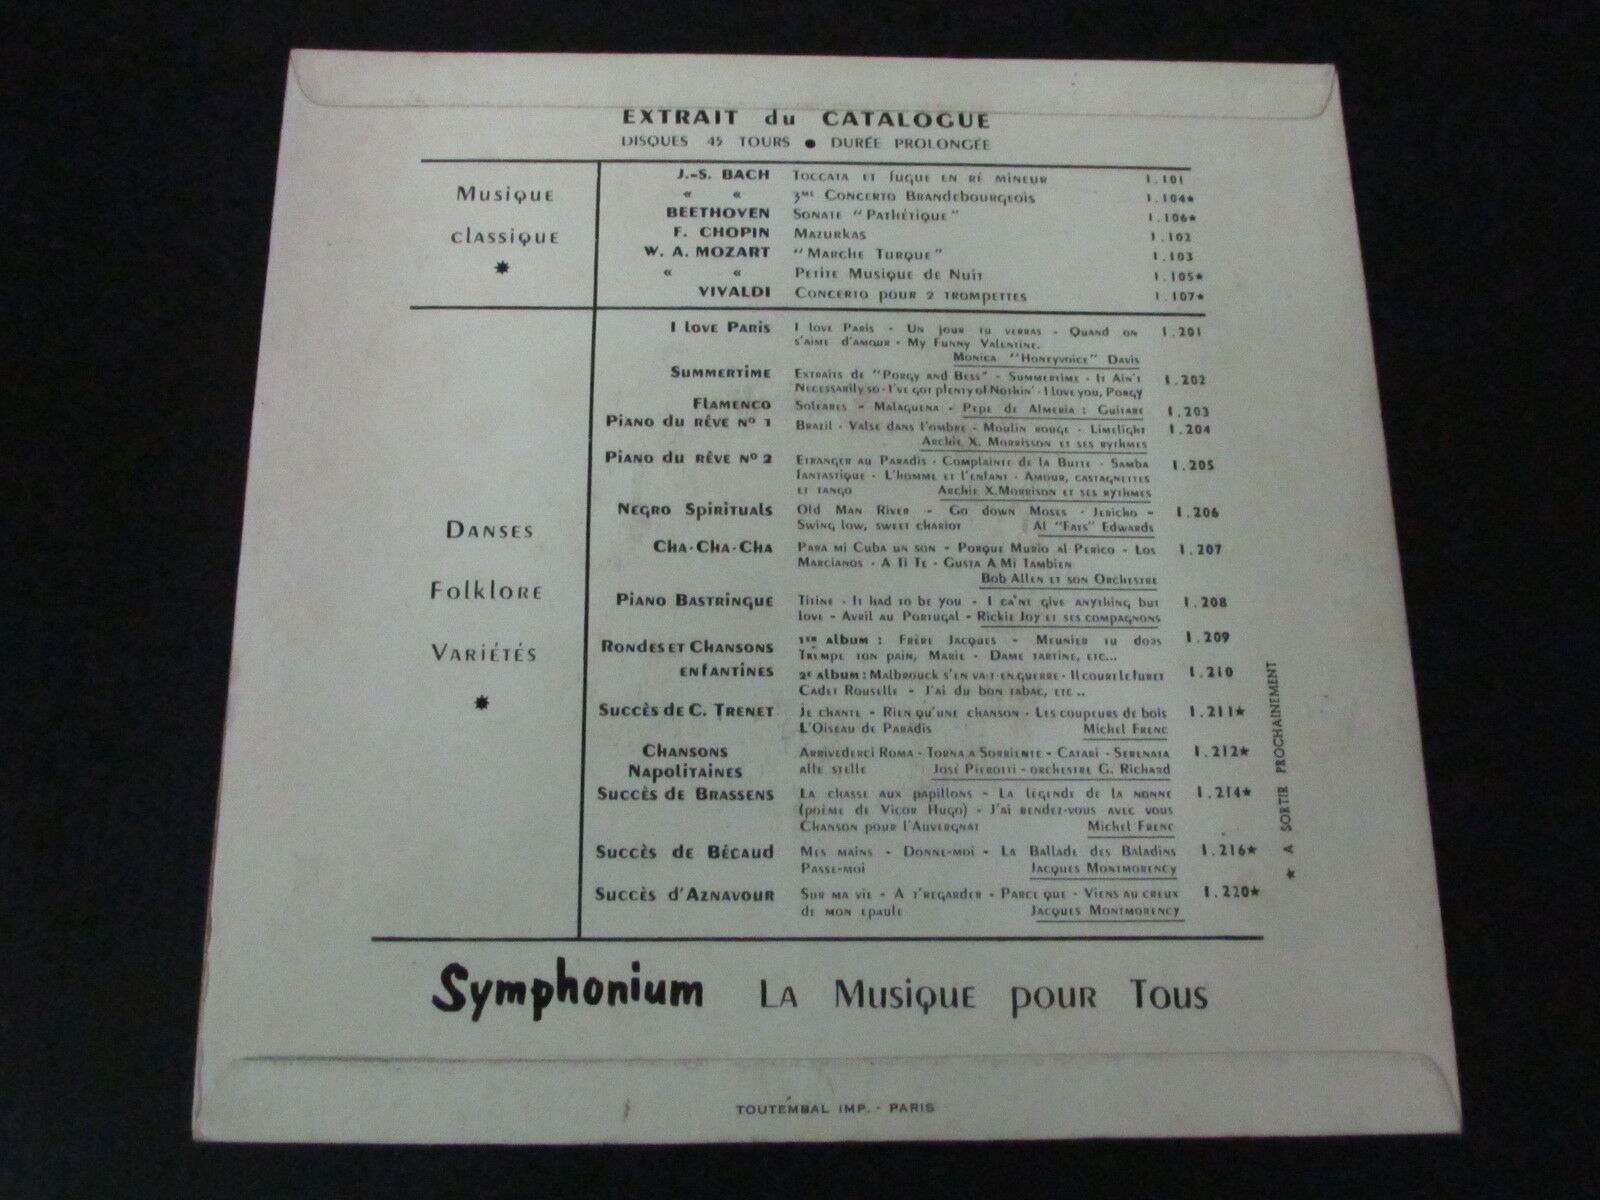 EXTRAIT du CATALOGUE
DISQUES 45 TOURS ● DURÉE PROLONGÉE
Musique classique ✷
J.-S. BACH Toccata et fugue en ré mineur 1.101
« « 3me Concerto Brandebourgeois 1.104★
BEETHOVEN Sonate "Pathétique" 1.106★
F. CHOPIN Mazurkas 1.102
W. A. MOZART "Marche Turque" 1.103
« « Petite Musique de Nuit 1.105★
VIVALDI Concerto pour 2 trompettes 1.107★
Danses Folklore Variétés ✷
I love Paris I love Paris - Un jour tu verras - Quand on 1.201
s'aime d'amour - My Funny Valentine.
Monica "Honeyvoice" Davis
Summertime Extraits de "Porgy and Bess" - Summertime - It Ain't 1.202
Necessarily so - I've got plenty of Nothin' - I love you, Porgy
Flamenco Soleares - Malaguena - Pepe de Almeria : Guitare 1.203
Piano du rêve No 1 Brazil - Valse dans l'ombre - Moulin rouge - Limelight 1.204
Archie X. Morrisson et ses rythmes
Piano du rêve No 2 Etranger au Paradis - Complainte de la Butte - Samba 1.205
fantastique - L'homme et l'enfant - Amour, castagnettes
et tango Archie X. Morrison et ses rythmes
Negro Spirituals Old Man River - Go down Moses - Jericho - 1.206
Swing low, sweet chariot Al "Fats" Edwards
Cha-Cha-Cha Para mi Cuba un son - Porque Murio al Perico - Los 1.207
Marcianos - A Ti Te - Gusta A Mi Tambien
Bob Allen et son Orchestre
Piano Bastringue Titine - It had to be you - I ca'nt give anything but 1.208
love - Avril au Portugal - Rickie Joy et ses compagnons
Rondes et Chansons 1er album : Frère Jacques - Meunier tu dors 1.209
Trempe ton pain, Marie - Dame tartine, etc...
enfantines 2e album : Malbrouck s'en va-t-en guerre - Il court le furet 1.210
Cadet Rouselle - J'ai du bon tabac, etc..
Succès de C. Trenet Je chante - Rien qu'une chanson - Les coupeurs de bois 1.211★
L'Oiseau de Paradis Michel Frenc
Chansons Arrivederci Roma - Torna a Sorriente - Catari - Serenata 1.212★
Napolitaines alle stelle José Pierotti - orchestre G. Richard
Succès de Brassens La chasse aux papillons - La légende de la nonne 1.214★
(poème de Vicor Hugo) - J'ai rendez-vous avec vous
Chanson pour l'Auvergnat Michel Frenc
Succès de Bécaud Mes mains - Donne-moi - La Ballade des Baladins 1.216★
Passe-moi Jacques Montmorency
Succès d'Aznavour Sur ma vie - A t'regarder - Parce que - Viens au creux 1.220★
de mon epaule Jacques Montmorency
★ A SORTIR PROCHAINEMENT
Symphonium La Musique pour Tous
TOUTEMBAL IMP. - PARIS